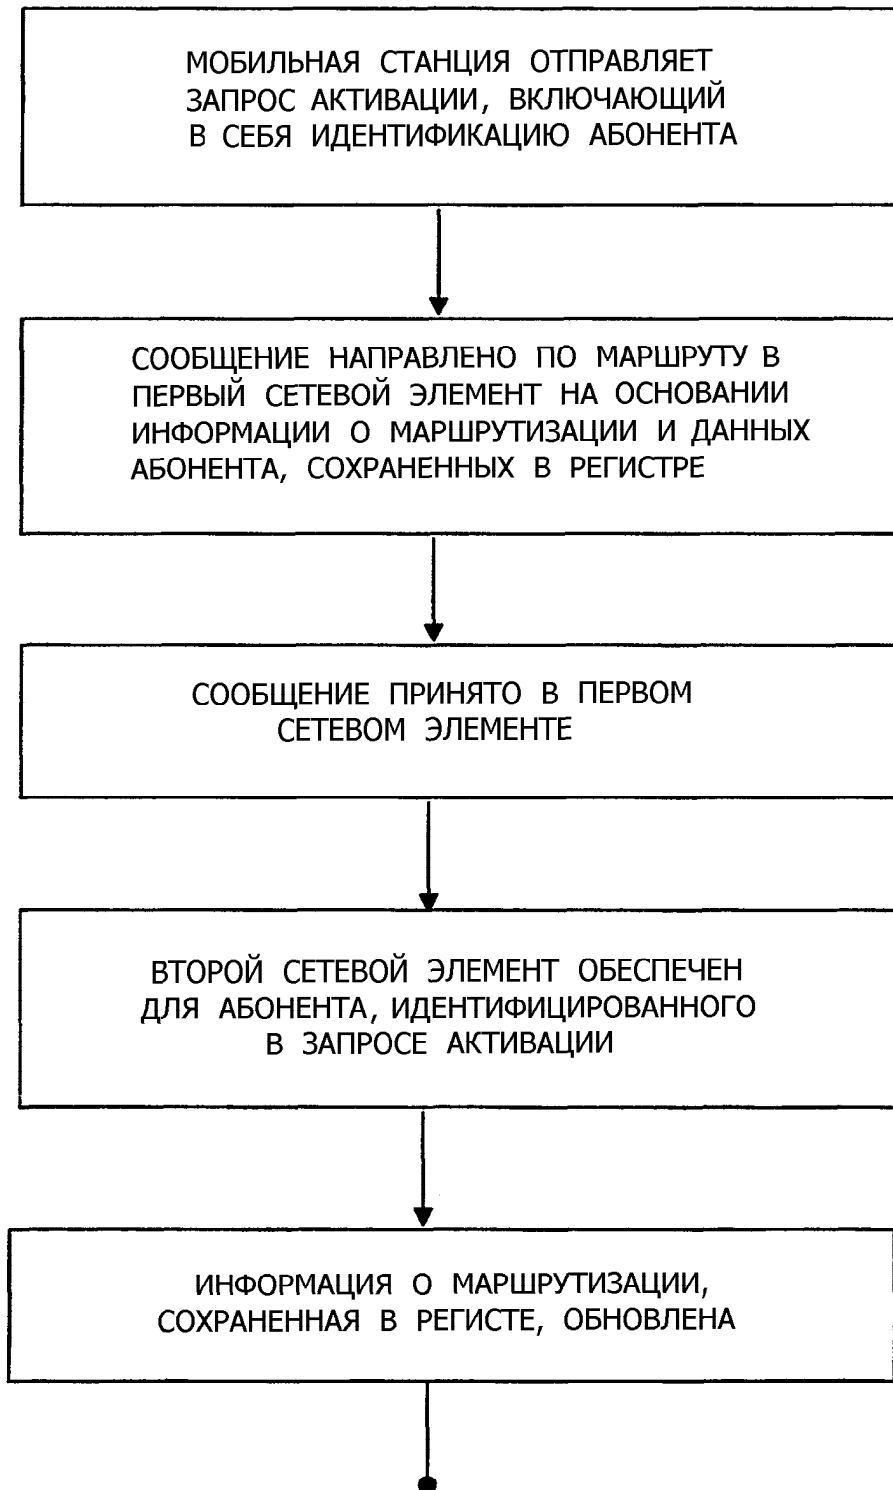 МОБИЛЬНАЯ СТАНЦИЯ ОТПРАВЛЯЕТ
ЗАПРОС АКТИВАЦИИ, ВКЛЮЧАЮЩИЙ
В СЕБЯ ИДЕНТИФИКАЦИЮ АБОНЕНТА
СООБЩЕНИЕ НАПРАВЛЕНО ПО МАРШРУТУ В
ПЕРВЫЙ СЕТЕВОЙ ЭЛЕМЕНТ НА ОСНОВАНИИ
ИНФОРМАЦИИ О МАРШРУТИЗАЦИИ И ДАННЫХ
АБОНЕНТА, СОХРАНЕННЫХ В РЕГИСТРЕ
СООБЩЕНИЕ ПРИНЯТО В ПЕРВОМ
СЕТЕВОМ ЭЛЕМЕНТЕ
ВТОРОЙ СЕТЕВОЙ ЭЛЕМЕНТ ОБЕСПЕЧЕН
ДЛЯ АБОНЕНТА, ИДЕНТИФИЦИРОВАННОГО
В ЗАПРОСЕ АКТИВАЦИИ
ИНФОРМАЦИЯ О МАРШРУТИЗАЦИИ,
СОХРАНЕННАЯ В РЕГИСТЕ, ОБНОВЛЕНА